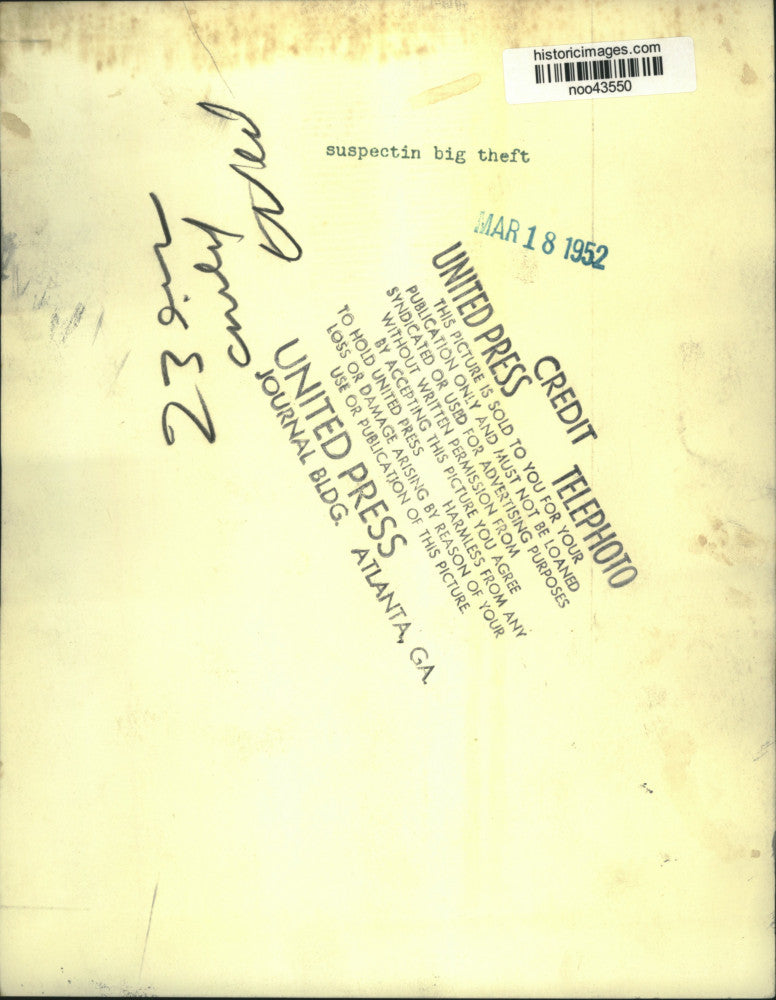 historicimages.com
noo43550
suspectin big theft
MAR 18 1952
CREDIT
UNITED PRESS TELEPHOTO
THIS PICTURE IS SOLD TO YOU FOR YOUR
PUBLICATION ONLY AND MUST NOT BE LOANED
SYNDICATED OR USED FOR ADVERTISING PURPOSES
WITHOUT WRITTEN PERMISSION FROM
BY ACCEPTING THIS PICTURE YOU AGREE
TO HOLD UNITED PRESS HARMLESS FROM ANY
LOSS OR DAMAGE ARISING BY REASON OF YOUR
USE OR PUBLICATION OF THIS PICTURE.
UNITED PRESS
JOURNAL BLDG. ATLANTA, GA.
23